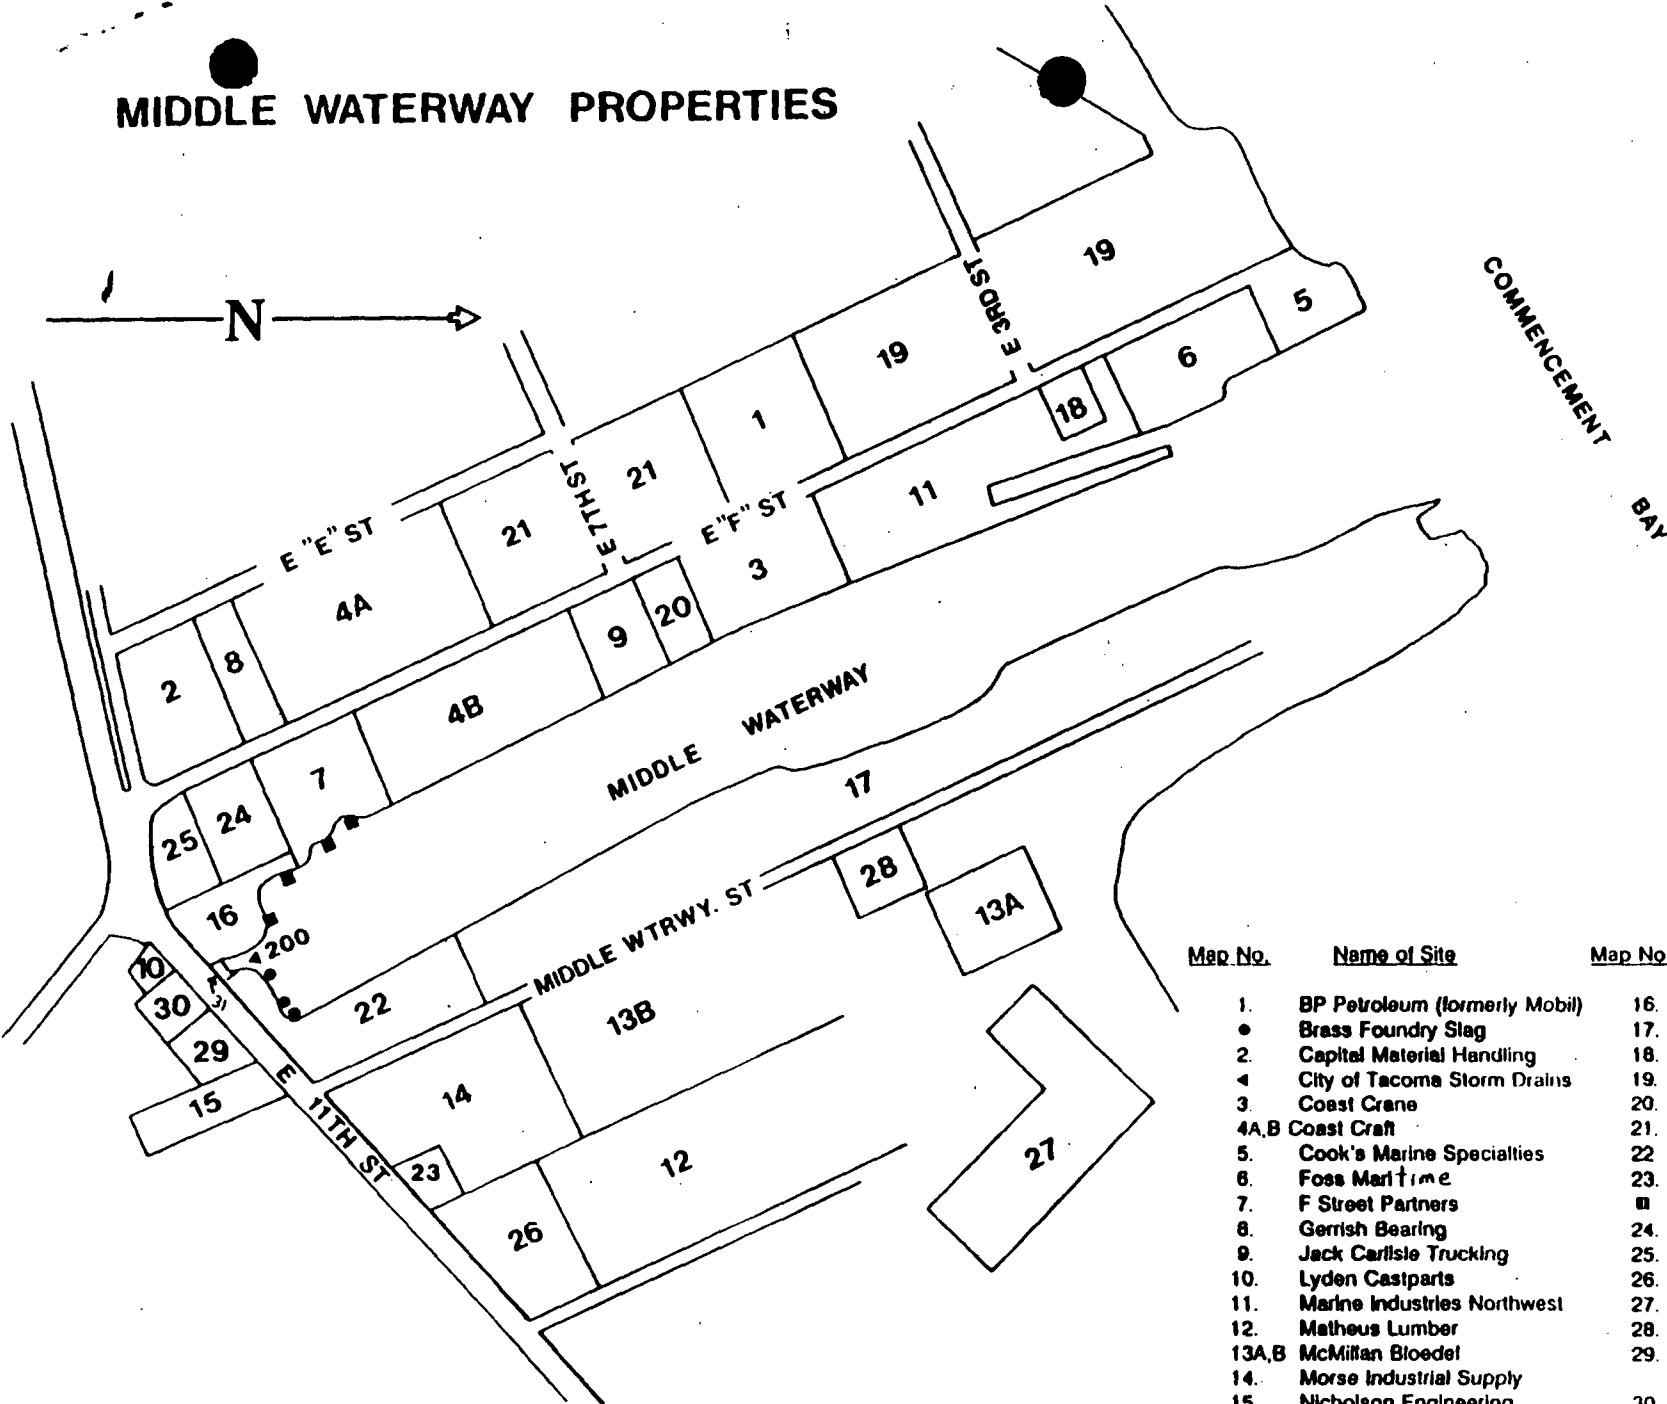 MIDDLE WATERWAY PROPERTIES
N
COMMENCEMENT
BAY
E 3RD ST
19
5
19
6
18
1
21
11
E 7TH ST
21
E "F" ST
E "E" ST
3
4A
20
9
8
2
4B
MIDDLE WATERWAY
7
17
24
25
28
16
MIDDLE WTRWY. ST
13A
200
10
30
31
22
13B
29
15
E 11TH ST
14
23
12
27
26
Map No. Name of Site Map No
1. BP Petroleum (formerly Mobil) 16.
● Brass Foundry Slag 17.
2. Capital Material Handling 18.
◄ City of Tacoma Storm Drains 19.
3. Coast Crane 20.
4A,B Coast Craft 21.
5. Cook's Marine Specialties 22
6. Foss Maritime 23.
7. F Street Partners ■
8. Gerrish Bearing 24.
9. Jack Carlisle Trucking 25.
10. Lyden Castparts 26.
11. Marine Industries Northwest 27.
12. Matheus Lumber 28.
13A,B McMillan Bloedel 29.
14. Morse Industrial Supply
15. Nicholson Engineering 30.